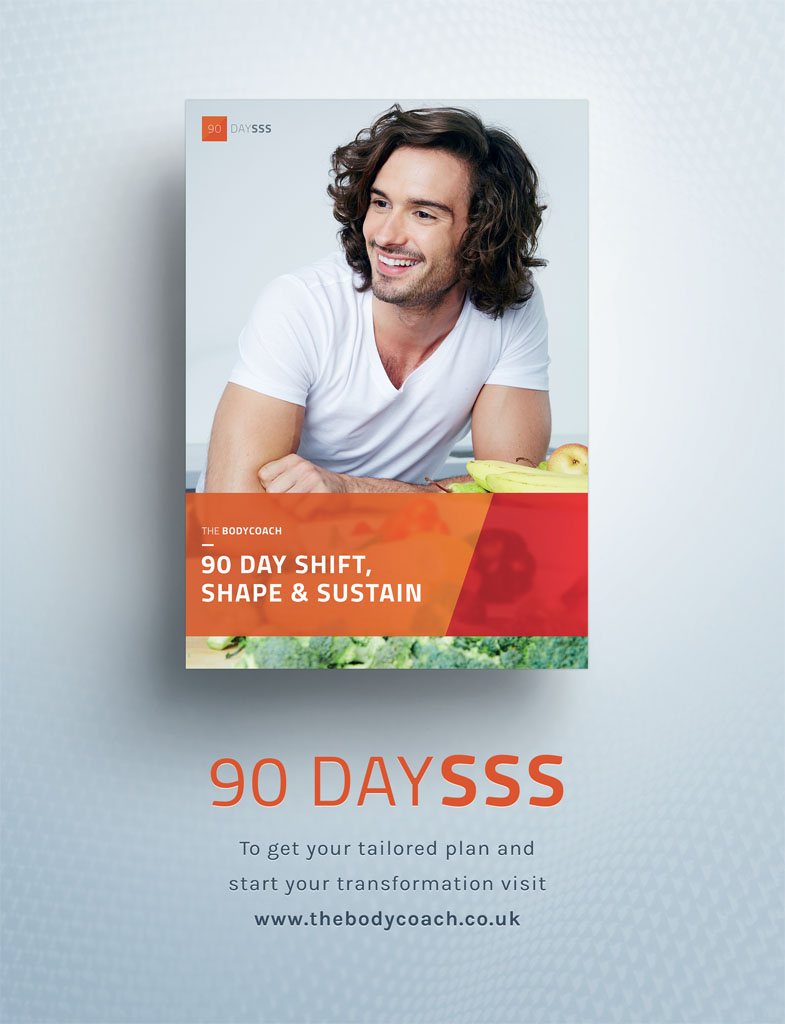 90 DAYSSS
THE BODYCOACH
90 DAY SHIFT,
SHAPE & SUSTAIN
90 DAYSSS
To get your tailored plan and
start your transformation visit
www.thebodycoach.co.uk